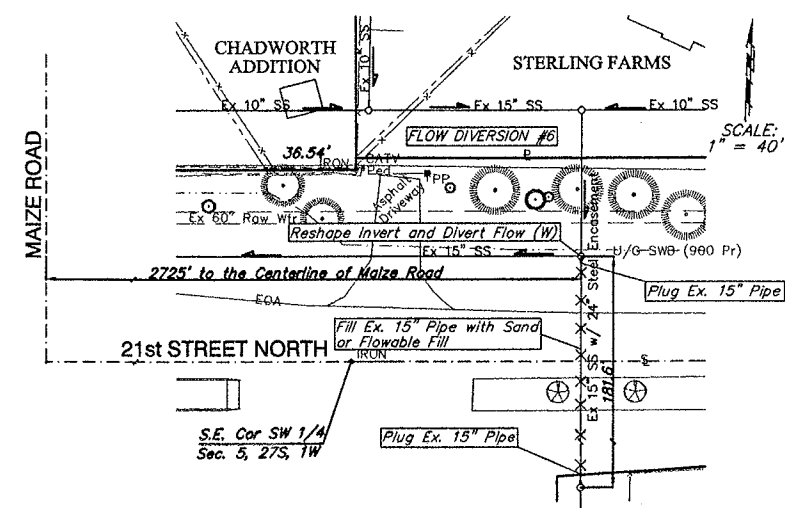 CHADWORTH
ADDITION
STERLING FARMS
Ex 10" SS
Ex 10" SS
Ex 15" SS
Ex 10" SS
SCALE:
1" = 40'
FLOW DIVERSION #6
36.54'
IRON
CATV
Ped
PP
Asphalt
Driveway
MAIZE ROAD
Ex 60" Raw Wtr
Reshape Invert and Divert Flow (W)
Ex 15" SS
U/G SWB (900 Pr)
2725' to the Centerline of Maize Road
Plug Ex. 15" Pipe
EOA
Fill Ex. 15" Pipe with Sand
or Flowable Fill
21st STREET NORTH
IRON
Ex 15" SS w/ 24" Steel Encasement
181.6'
S.E. Cor SW 1/4
Sec. 5, 27S, 1W
Plug Ex. 15" Pipe